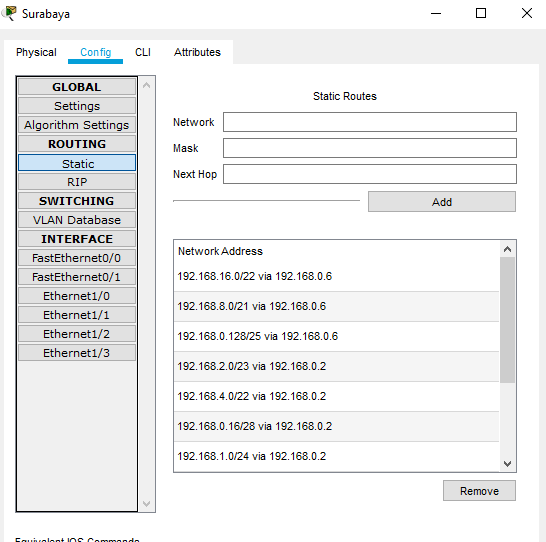 Surabaya
Physical Config CLI Attributes
GLOBAL
Settings
Algorithm Settings
ROUTING
Static
RIP
SWITCHING
VLAN Database
INTERFACE
FastEthernet0/0
FastEthernet0/1
Ethernet1/0
Ethernet1/1
Ethernet1/2
Ethernet1/3
Static Routes
Network
Mask
Next Hop
Add
Network Address
192.168.16.0/22 via 192.168.0.6
192.168.8.0/21 via 192.168.0.6
192.168.0.128/25 via 192.168.0.6
192.168.2.0/23 via 192.168.0.2
192.168.4.0/22 via 192.168.0.2
192.168.0.16/28 via 192.168.0.2
192.168.1.0/24 via 192.168.0.2
Remove
Equivalent IOS Commands